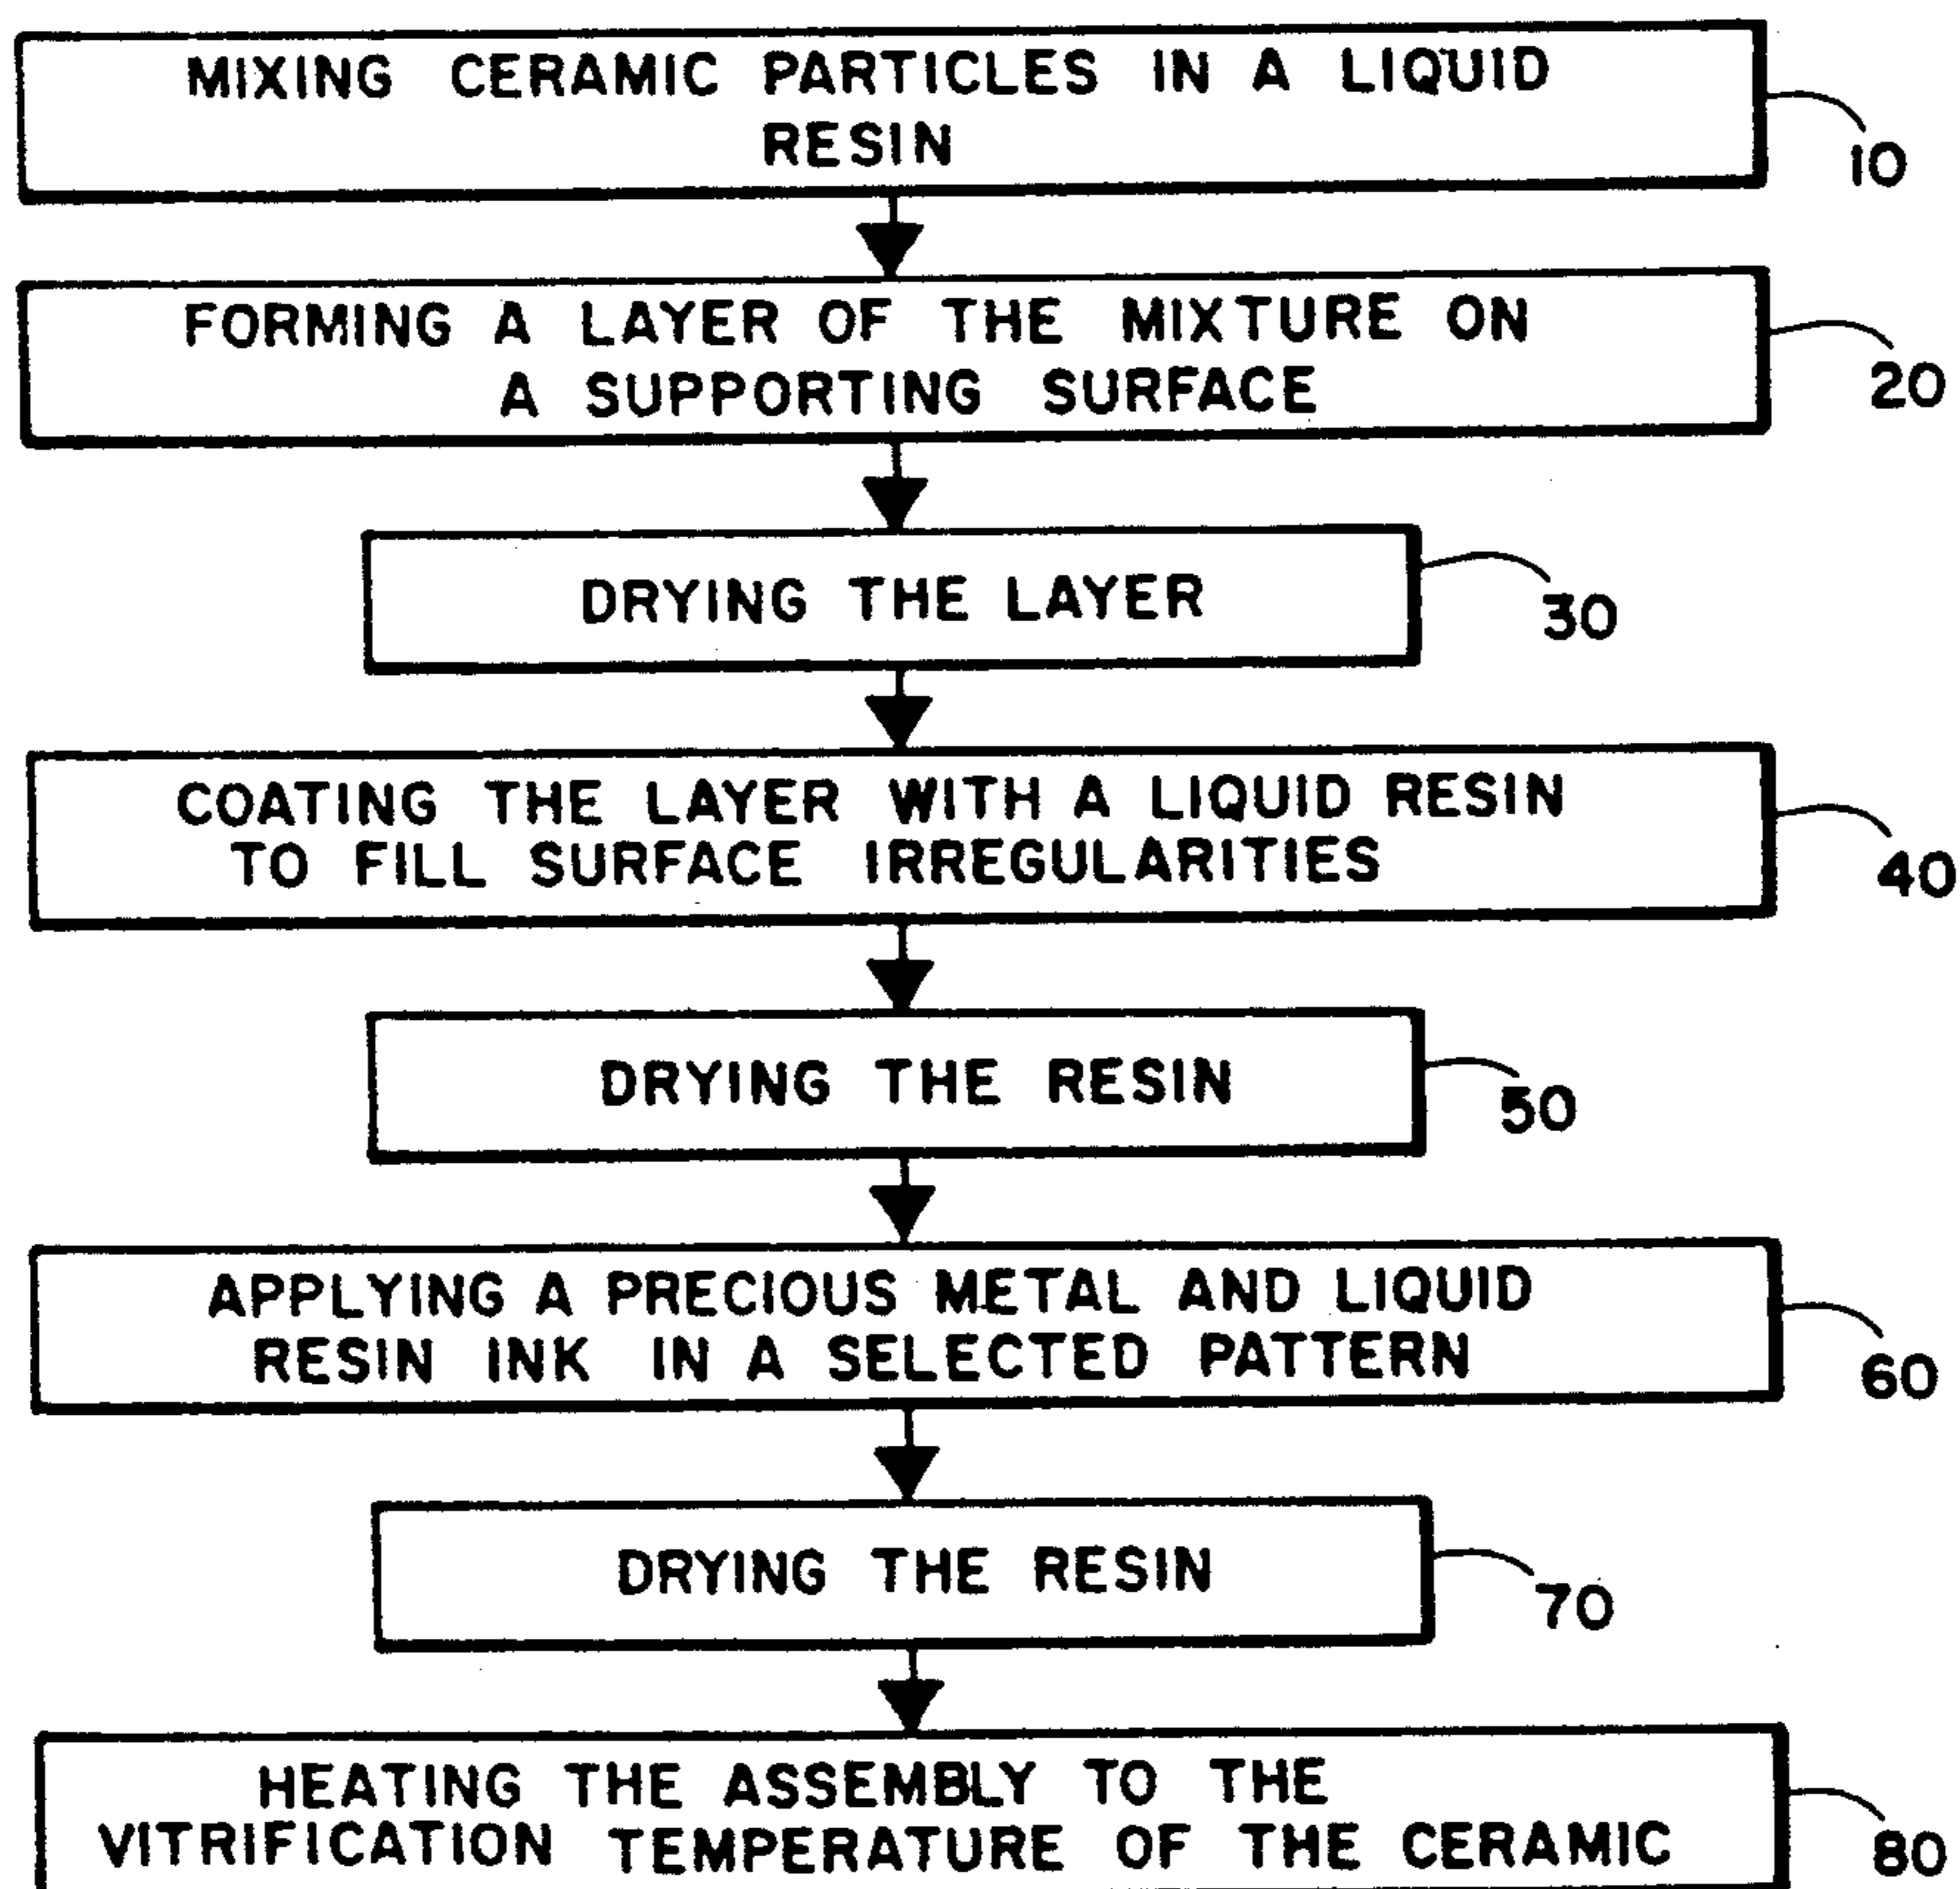 MIXING CERAMIC PARTICLES IN A LIQUID
RESIN
10
FORMING A LAYER OF THE MIXTURE ON
A SUPPORTING SURFACE
20
DRYING THE LAYER
30
COATING THE LAYER WITH A LIQUID RESIN
TO FILL SURFACE IRREGULARITIES
40
DRYING THE RESIN
50
APPLYING A PRECIOUS METAL AND LIQUID
RESIN INK IN A SELECTED PATTERN
60
DRYING THE RESIN
70
HEATING THE ASSEMBLY TO THE
VITRIFICATION TEMPERATURE OF THE CERAMIC
80